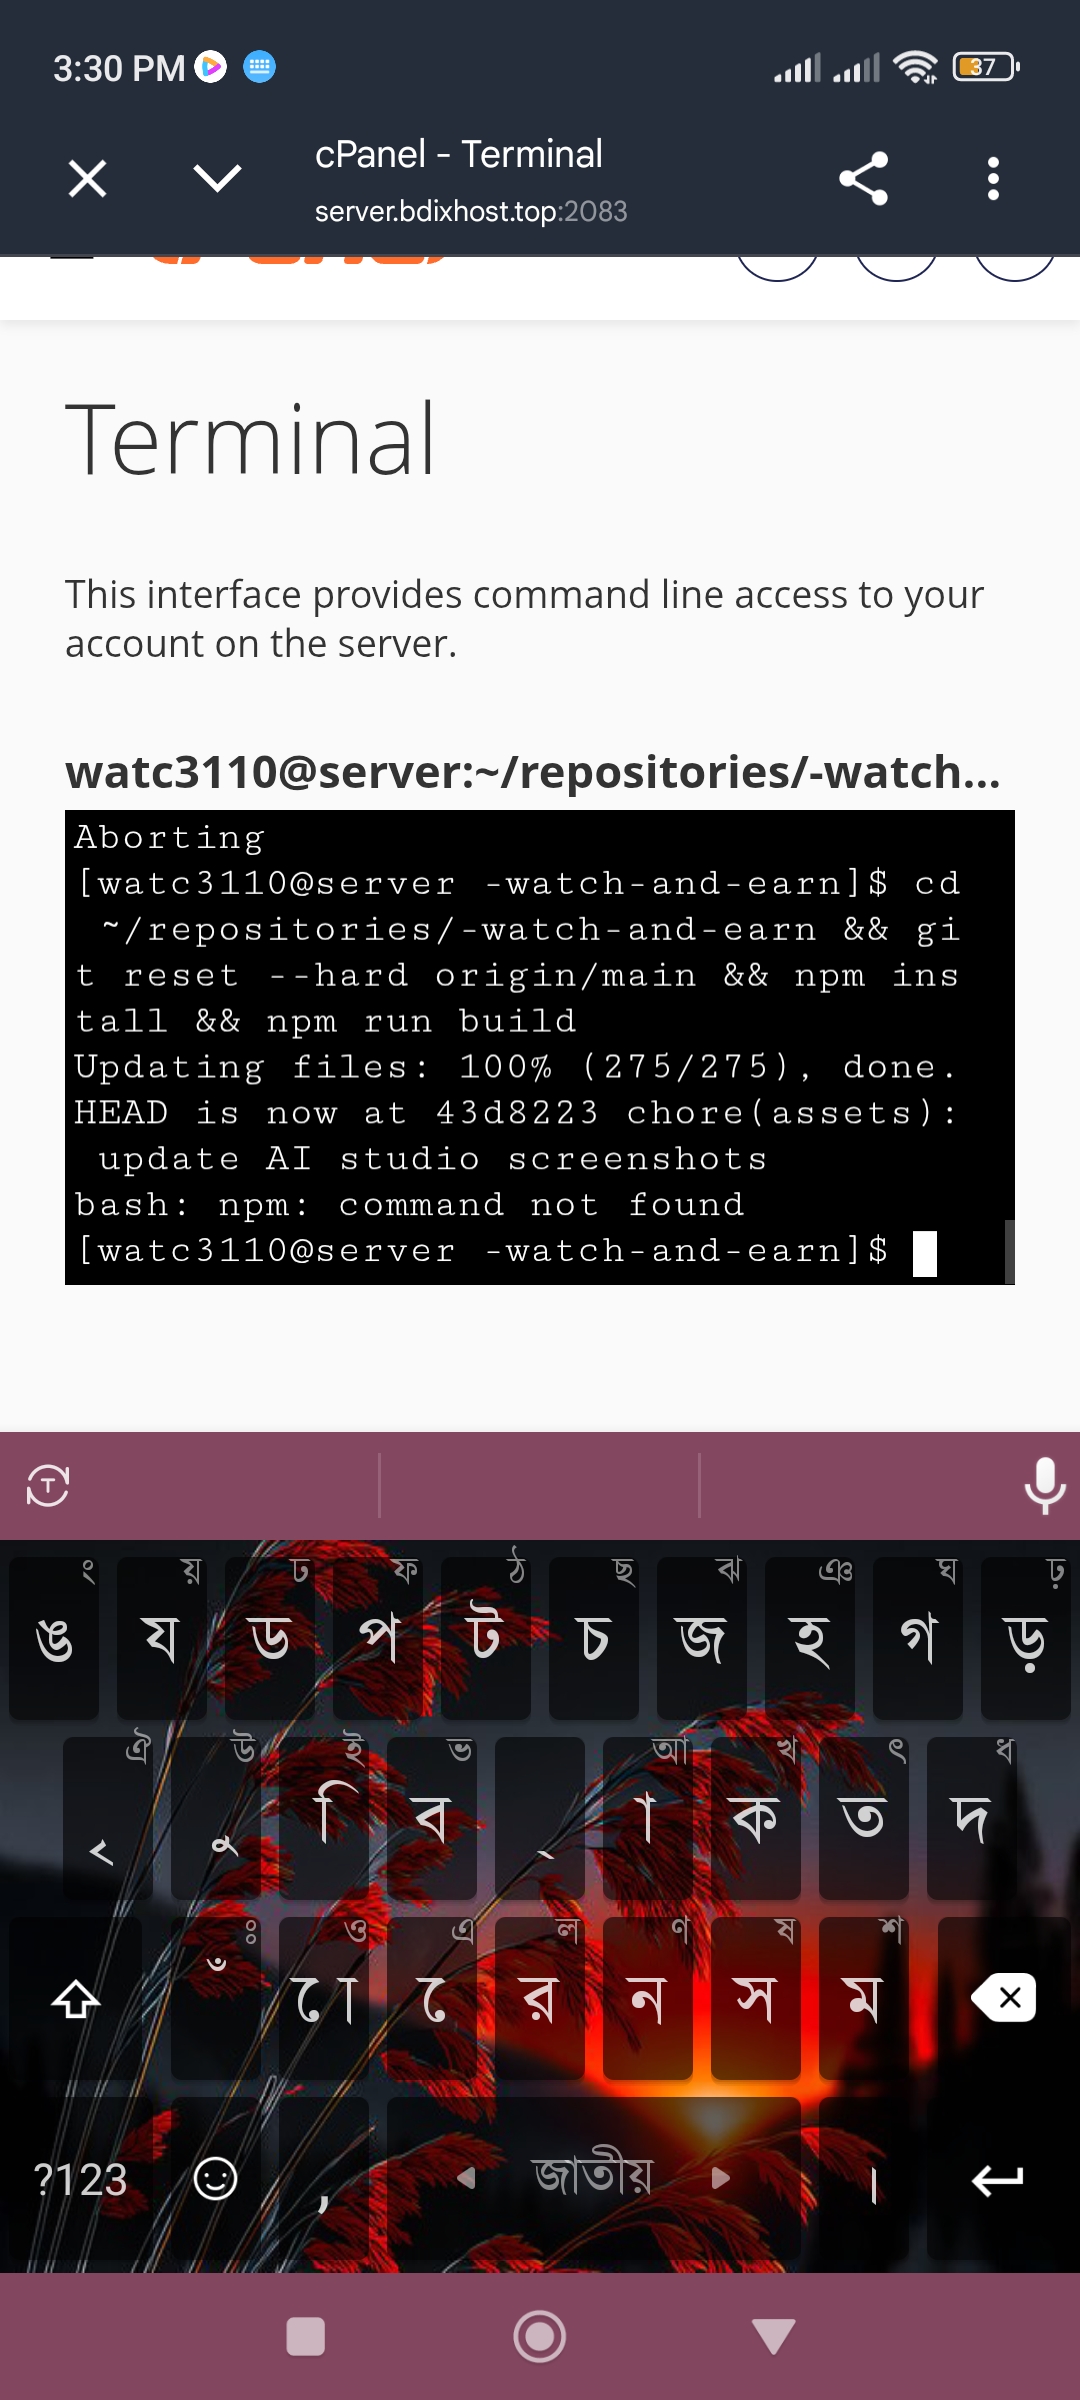 3:30 PM
37
cPanel - Terminal
server.bdixhost.top:2083
Terminal
This interface provides command line access to your
account on the server.
watc3110@server:~/repositories/-watch...
Aborting
[watc3110@server -watch-and-earn]$ cd
~/repositories/-watch-and-earn && gi
t reset --hard origin/main && npm ins
tall && npm run build
Updating files: 100% (275/275), done.
HEAD is now at 43d8223 chore(assets):
update AI studio screenshots
bash: npm: command not found
[watc3110@server -watch-and-earn]$
T
ং য় ঢ ফ ঠ ছ ঝ ঞ ঘ ঢ়
ঙ য ড প ট চ জ হ গ ড়
ঐ উ ই ভ আ খ ৎ ধ
ৃ ু ি ব ্ া ক ত দ
ঃ ও এ ল ণ ষ শ
ঁ ো ে র ন স ম
?123 , জাতীয় ।